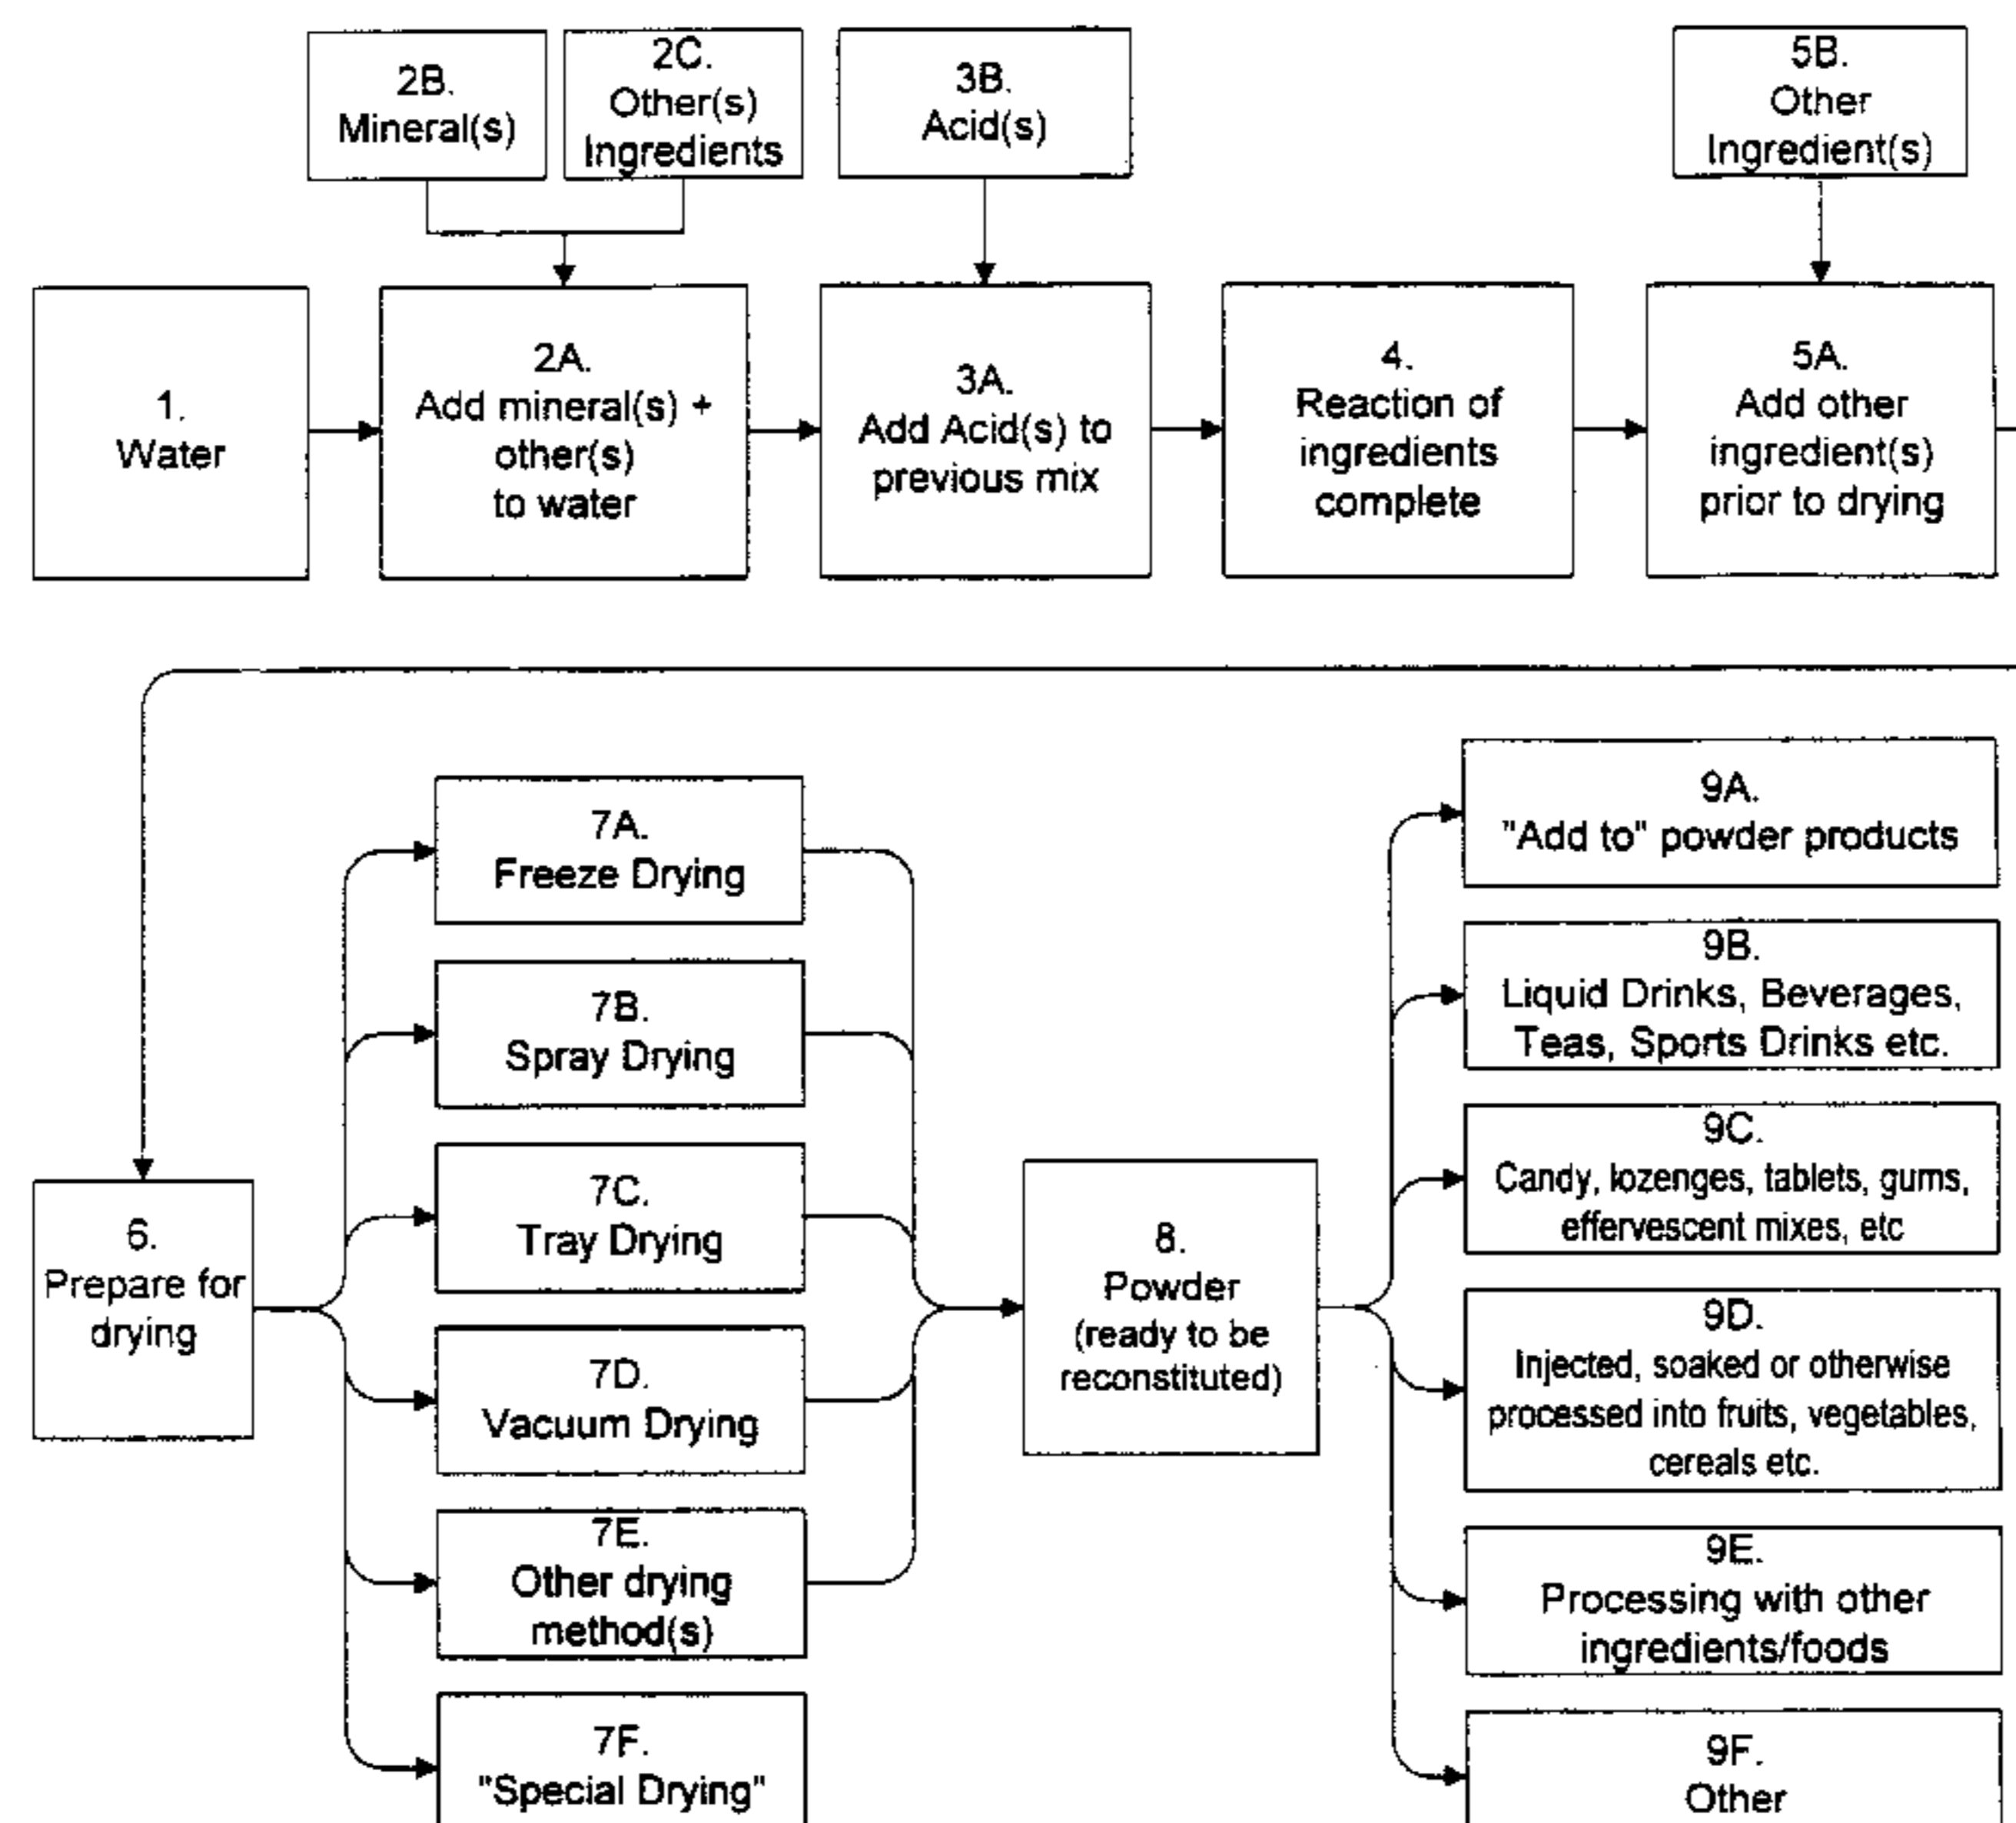 2B.
Mineral(s)
2C.
Other(s)
Ingredients
3B.
Acid(s)
5B.
Other
Ingredient(s)
1.
Water
2A.
Add mineral(s) +
other(s)
to water
3A.
Add Acid(s) to
previous mix
4.
Reaction of
ingredients
complete
5A.
Add other
ingredient(s)
prior to drying
6.
Prepare for
drying
7A.
Freeze Drying
7B.
Spray Drying
7C.
Tray Drying
7D.
Vacuum Drying
7E.
Other drying
method(s)
7F.
"Special Drying"
8.
Powder
(ready to be
reconstituted)
9A.
"Add to" powder products
9B.
Liquid Drinks, Beverages,
Teas, Sports Drinks etc.
9C.
Candy, lozenges, tablets, gums,
effervescent mixes, etc
9D.
Injected, soaked or otherwise
processed into fruits, vegetables,
cereals etc.
9E.
Processing with other
ingredients/foods
9F.
Other